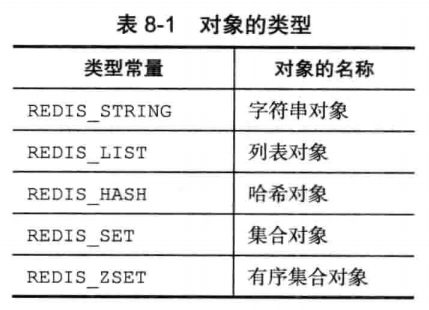 表 8-1 对象的类型
类型常量 对象的名称
REDIS_STRING 字符串对象
REDIS_LIST 列表对象
REDIS_HASH 哈希对象
REDIS_SET 集合对象
REDIS_ZSET 有序集合对象